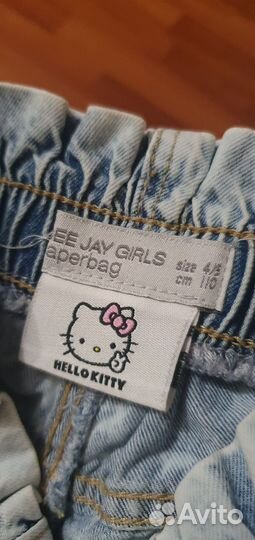 EE JAY GIRLS
aperbag
size 4/5
cm 110
HELLO KITTY
Avito